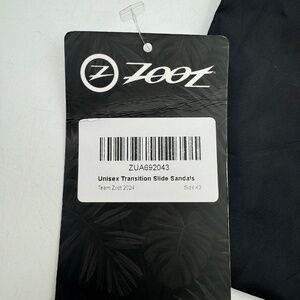 Z ZOOT
ZUA692043
Unisex Transition Slide Sandals
Team Zoot 2024 Size 43